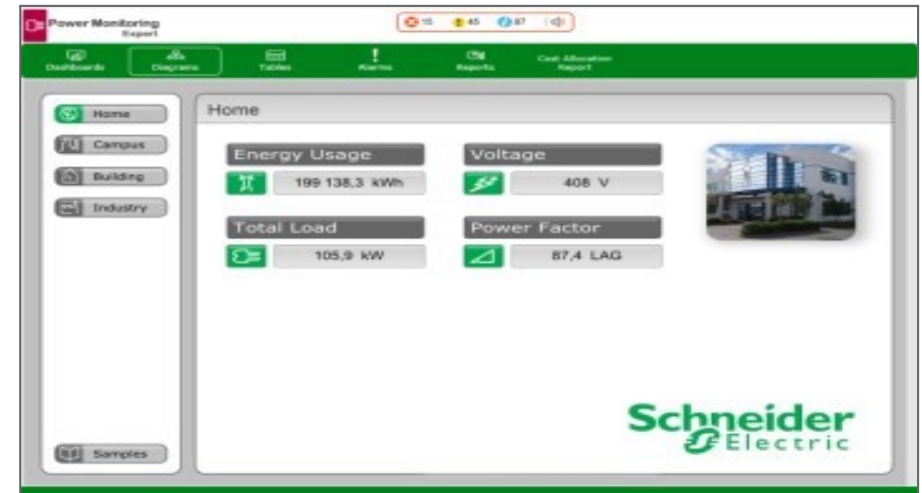 Power Monitoring
Expert
15 45 87
Dashboards Diagrams Tables Alarms Reports Cost Allocation
Report
Home
Campus
Building
Industry
Samples
Home
Energy Usage
199 138,3 kWh
Voltage
408 V
Total Load
105,9 kW
Power Factor
87,4 LAG
Schneider
Electric